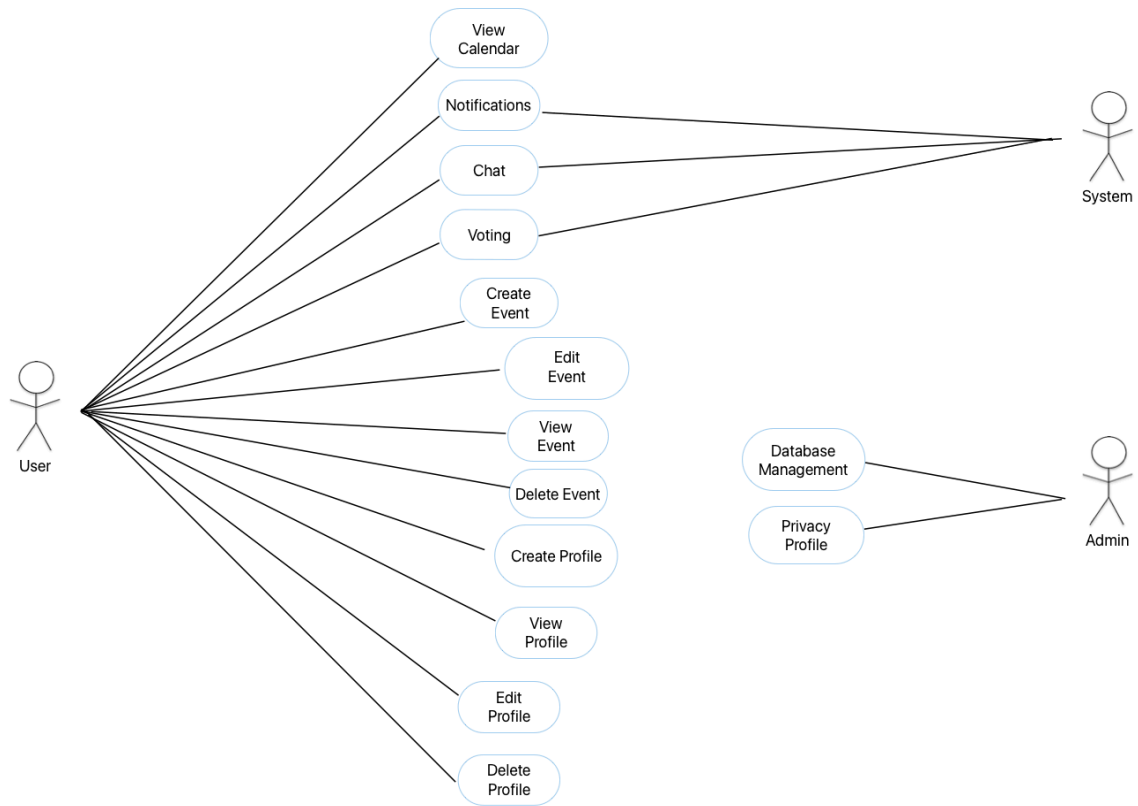 View
Calendar
Notifications
Chat
System
Voting
Create
Event
Edit
Event
View
Event
User
Database
Management
Delete Event
Privacy
Profile
Admin
Create Profile
View
Profile
Edit
Profile
Delete
Profile